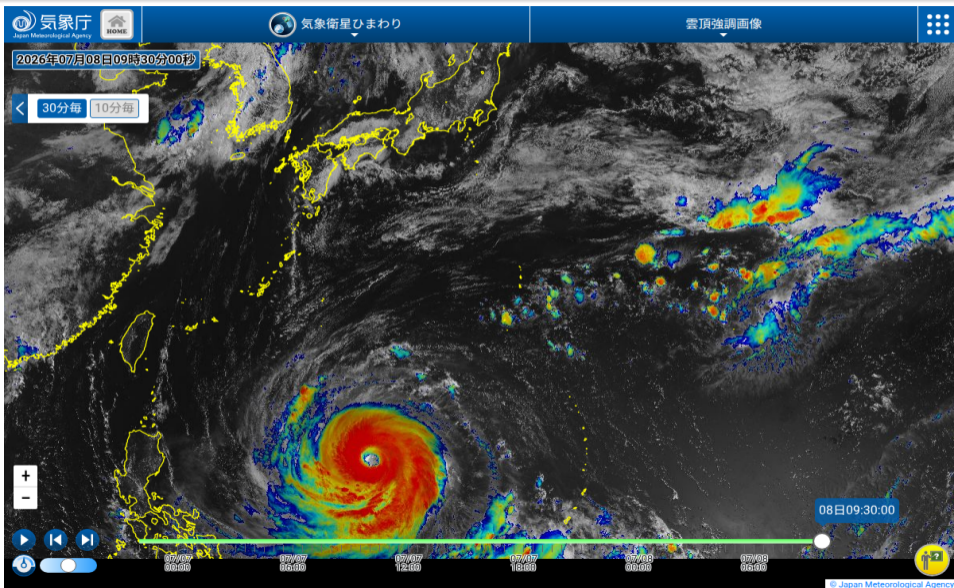 気象庁
Japan Meteorological Agency
HOME
気象衛星ひまわり
雲頂強調画像
2026年07月08日09時30分00秒
30分毎
10分毎
+
−
08日09:30:00
07/07
00:00
07/07
06:00
07/07
12:00
07/07
18:00
07/08
00:00
07/08
06:00
© Japan Meteorological Agency